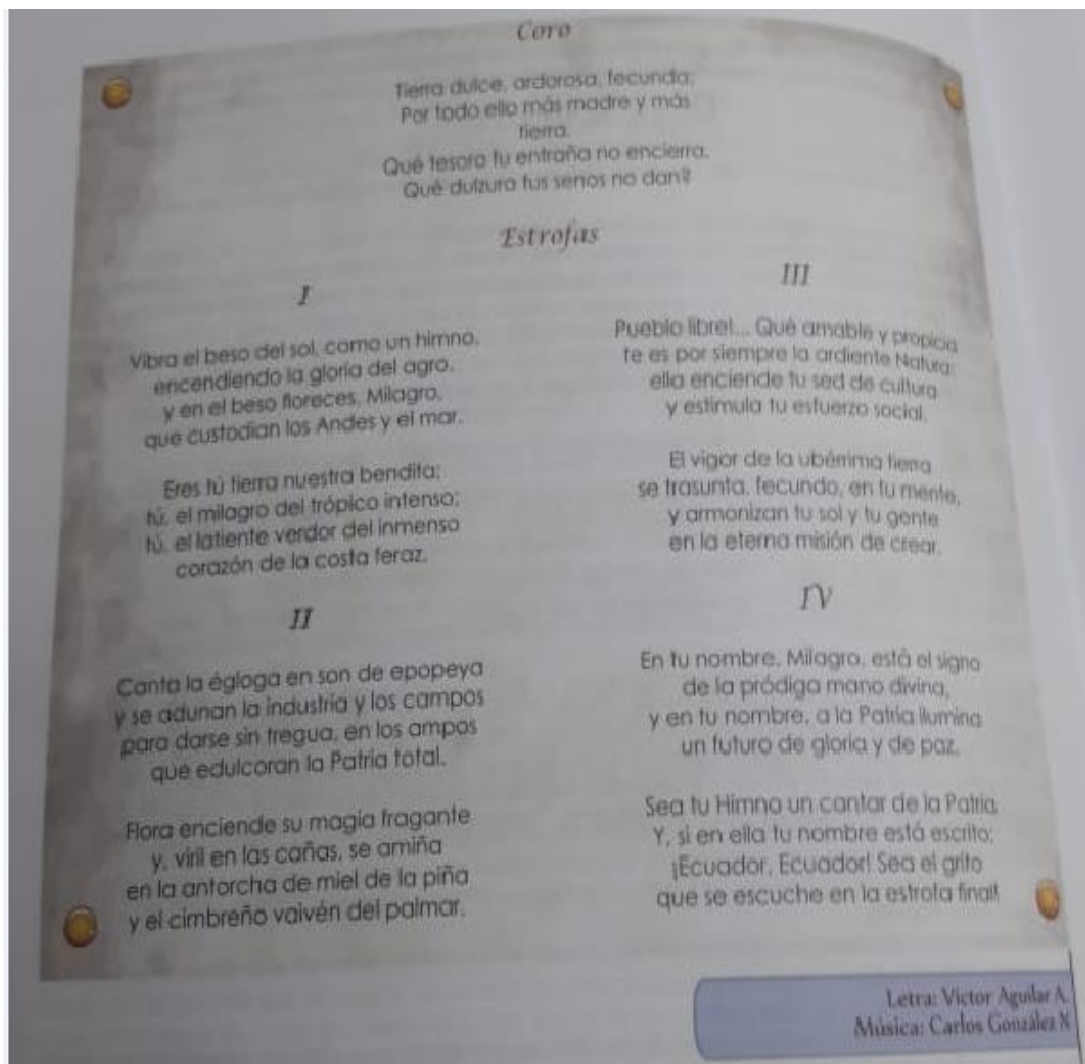 Coro
Tierra dulce, ardorosa, fecunda;
Por todo ello más madre y más
tierra.
Qué tesoro tu entraña no encierra,
Qué dulzura tus senos no dan?
Estrofas
I
Vibra el beso del sol, como un himno,
encendiendo la gloria del agro,
y en el beso floreces, Milagro,
que custodian los Andes y el mar.
Eres tú tierra nuestra bendita;
tú, el milagro del trópico intenso;
tú, el latiente verdor del inmenso
corazón de la costa feraz.
II
Canta la égloga en son de epopeya
y se adunan la industria y los campos
para darse sin tregua, en los ampos
que edulcoran la Patria total.
Flora enciende su magia fragante
y, viril en las cañas, se amiña
en la antorcha de miel de la piña
y el cimbreño vaivén del palmar.
III
Pueblo libre!... Qué amable y propicia
te es por siempre la ardiente Natura;
ella enciende tu sed de cultura
y estimula tu esfuerzo social.
El vigor de la ubérrima tierra
se trasunta, fecundo, en tu mente,
y armonizan tu sol y tu gente
en la eterna misión de crear.
IV
En tu nombre, Milagro, está el signo
de la pródiga mano divina,
y en tu nombre, a la Patria ilumina
un futuro de gloria y de paz.
Sea tu Himno un cantar de la Patria.
Y, si en ella tu nombre está escrito;
¡Ecuador, Ecuador! Sea el grito
que se escuche en la estrofa final!
Letra: Víctor Aguilar A.
Música: Carlos González N